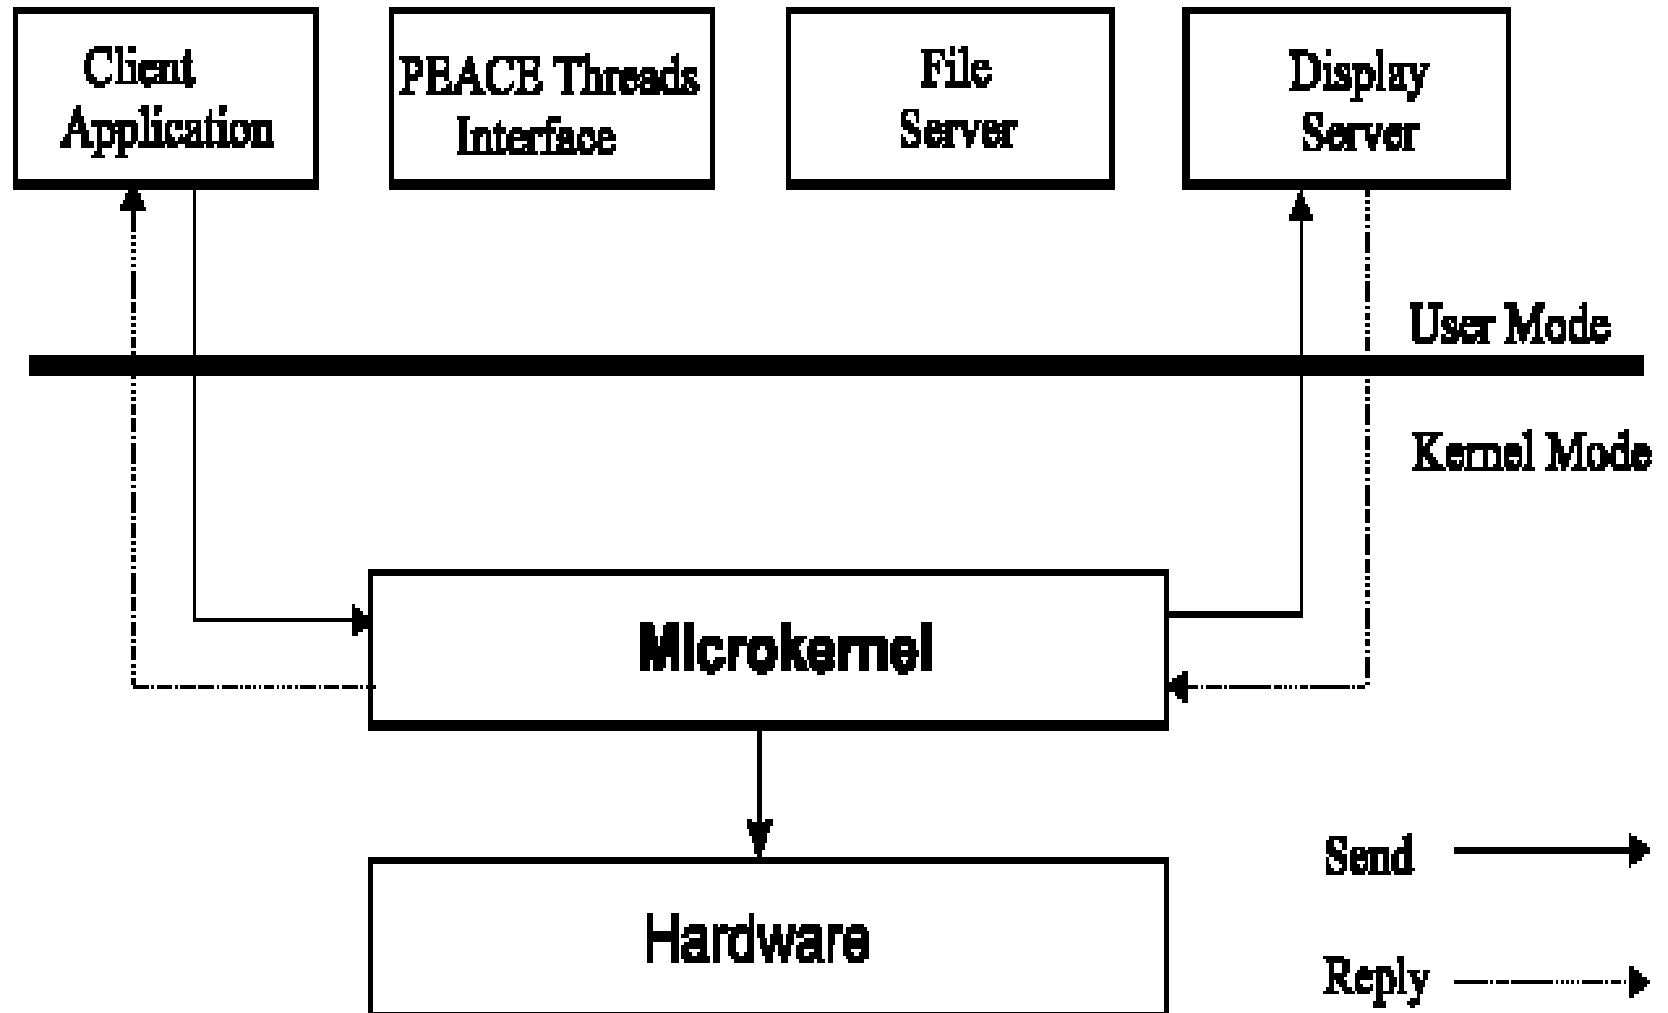 Client
Application
PEACE Threads
Interface
File
Server
Display
Server
User Mode
Kernel Mode
Microkernel
Hardware
Send
Reply